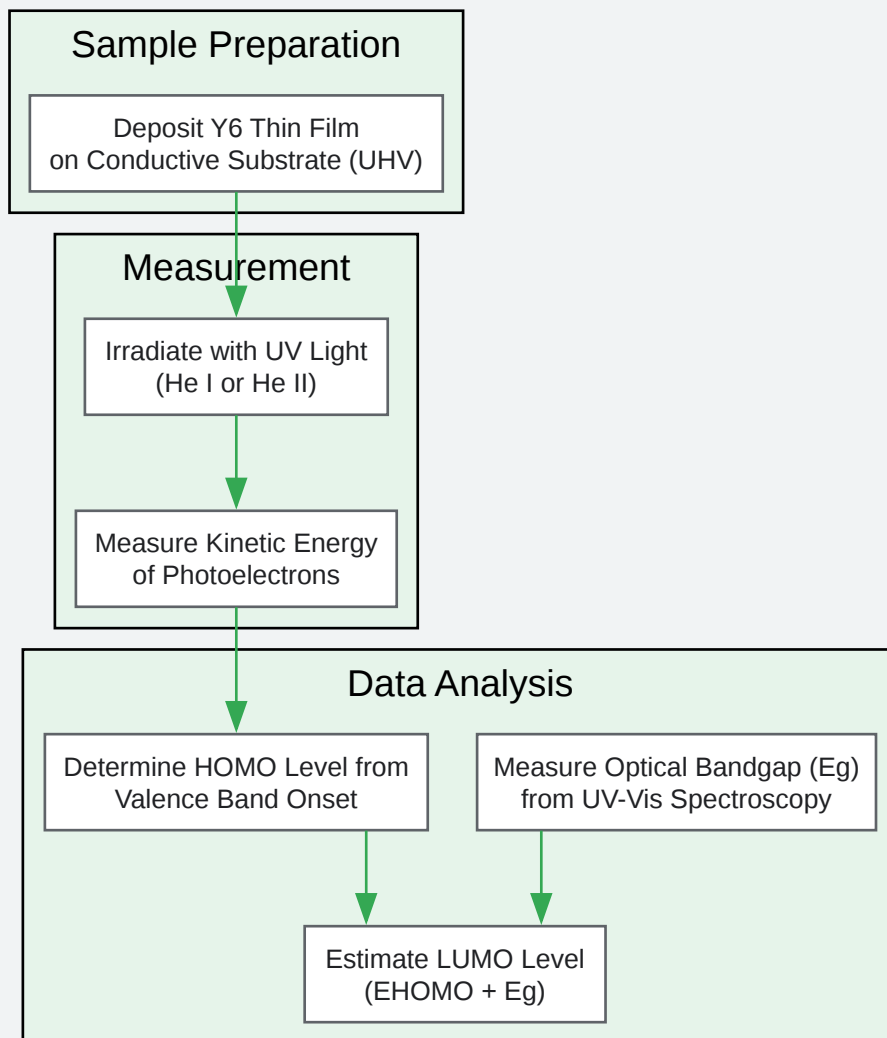 Sample Preparation
Deposit Y6 Thin Film
on Conductive Substrate (UHV)
Measurement
Irradiate with UV Light
(He I or He II)
Measure Kinetic Energy
of Photoelectrons
Data Analysis
Determine HOMO Level from
Valence Band Onset
Measure Optical Bandgap (Eg)
from UV-Vis Spectroscopy
Estimate LUMO Level
(EHOMO + Eg)